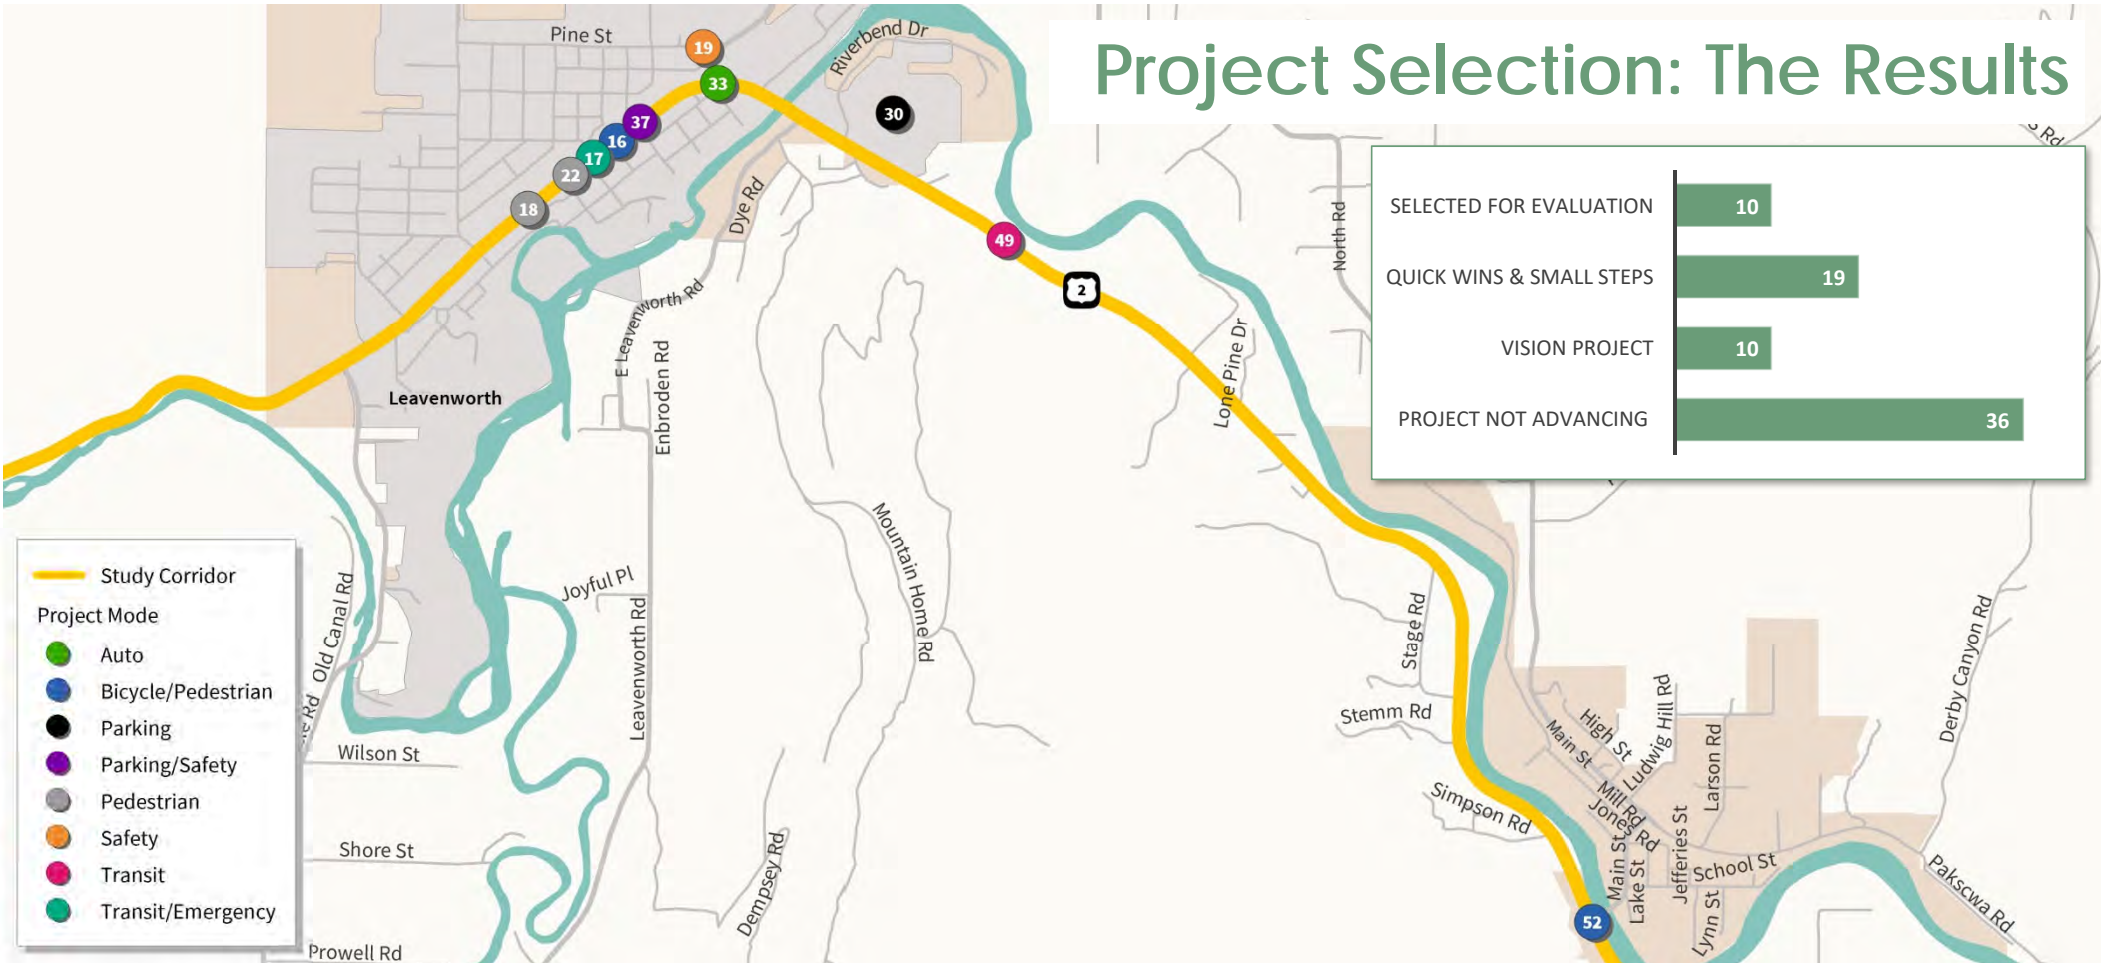 Project Selection: The Results
SELECTED FOR EVALUATION 10
QUICK WINS & SMALL STEPS 19
VISION PROJECT 10
PROJECT NOT ADVANCING 36
Pine St
Riverbend Dr
19
33
30
37
16
17
22
18
Dye Rd
49
2
North Rd
E Leavenworth Rd
Enbroden Rd
Lone Pine Dr
Leavenworth
Mountain Home Rd
Study Corridor
Project Mode
Auto
Bicycle/Pedestrian
Parking
Parking/Safety
Pedestrian
Safety
Transit
Transit/Emergency
Old Canal Rd
Joyful Pl
Leavenworth Rd
Wilson St
Shore St
Prowell Rd
Dempsey Rd
Stage Rd
Stemm Rd
Simpson Rd
High St
Main St
Ludwig Hill Rd
Larson Rd
Mill Rd
Jones Rd
Main St
Lake St
Jefferies St
School St
Lynn St
Derby Canyon Rd
Pakscwa Rd
52